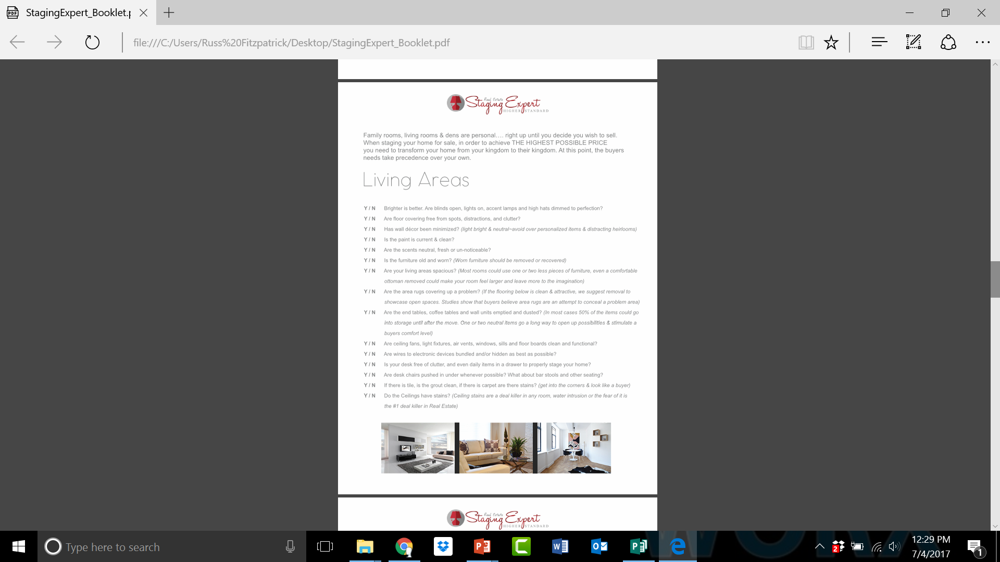 StagingExpert_Booklet.p
file:///C:/Users/Russ%20Fitzpatrick/Desktop/StagingExpert_Booklet.pdf
Real Estate
Staging Expert
HIGHER STANDARD
Family rooms, living rooms & dens are personal…. right up until you decide you wish to sell.
When staging your home for sale, in order to achieve THE HIGHEST POSSIBLE PRICE
you need to transform your home from your kingdom to their kingdom. At this point, the buyers
needs take precedence over your own.
Living Areas
Y / N Brighter is better. Are blinds open, lights on, accent lamps and high hats dimmed to perfection?
Y / N Are floor covering free from spots, distractions, and clutter?
Y / N Has wall décor been minimized? (light bright & neutral~avoid over personalized items & distracting heirlooms)
Y / N Is the paint is current & clean?
Y / N Are the scents neutral, fresh or un-noticeable?
Y / N Is the furniture old and worn? (Worn furniture should be removed or recovered)
Y / N Are your living areas spacious? (Most rooms could use one or two less pieces of furniture, even a comfortable
ottoman removed could make your room feel larger and leave more to the imagination)
Y / N Are the area rugs covering up a problem? (If the flooring below is clean & attractive, we suggest removal to
showcase open spaces. Studies show that buyers believe area rugs are an attempt to conceal a problem area)
Y / N Are the end tables, coffee tables and wall units emptied and dusted? (In most cases 50% of the items could go
into storage until after the move. One or two neutral items go a long way to open up possibilities & stimulate a
buyers comfort level)
Y / N Are ceiling fans, light fixtures, air vents, windows, sills and floor boards clean and functional?
Y / N Are wires to electronic devices bundled and/or hidden as best as possible?
Y / N Is your desk free of clutter, and even daily items in a drawer to properly stage your home?
Y / N Are desk chairs pushed in under whenever possible? What about bar stools and other seating?
Y / N If there is tile, is the grout clean, if there is carpet are there stains? (get into the corners & look like a buyer)
Y / N Do the Ceilings have stains? (Ceiling stains are a deal killer in any room, water intrusion or the fear of it is
the #1 deal killer in Real Estate)
Real Estate
Staging Expert
HIGHER STANDARD
Type here to search
12:29 PM
7/4/2017